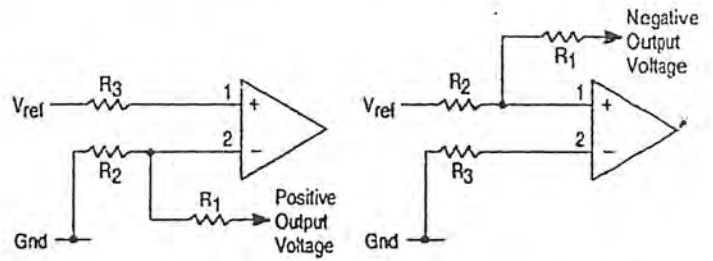 R3
Vref
1
+
2
−
R2
R1
Positive
Output
Voltage
Gnd
Negative
Output
Voltage
R1
R2
Vref
1
+
2
−
R3
Gnd